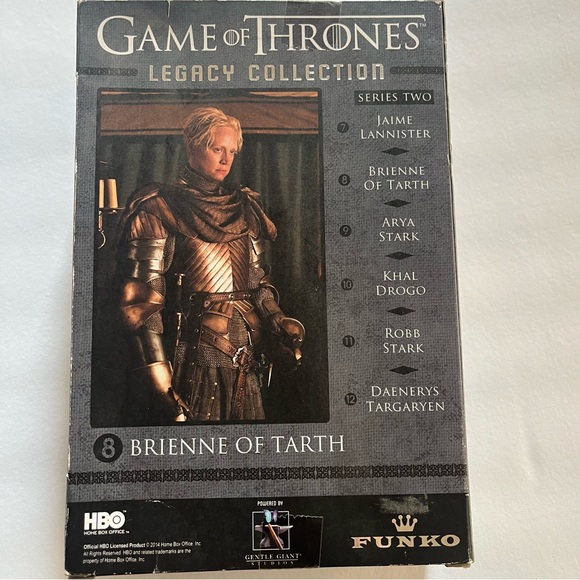 GAME OF THRONES™
LEGACY COLLECTION
SERIES TWO
7 JAIME
LANNISTER
8 BRIENNE
OF TARTH
9 ARYA
STARK
10 KHAL
DROGO
11 ROBB
STARK
12 DAENERYS
TARGARYEN
8 BRIENNE OF TARTH
HBO
HOME BOX OFFICE
Official HBO Licensed Product © 2014 Home Box Office, Inc.
All Rights Reserved. HBO and related trademarks are the
property of Home Box Office, Inc.
POWERED BY
GENTLE GIANT
STUDIOS
FUNKO